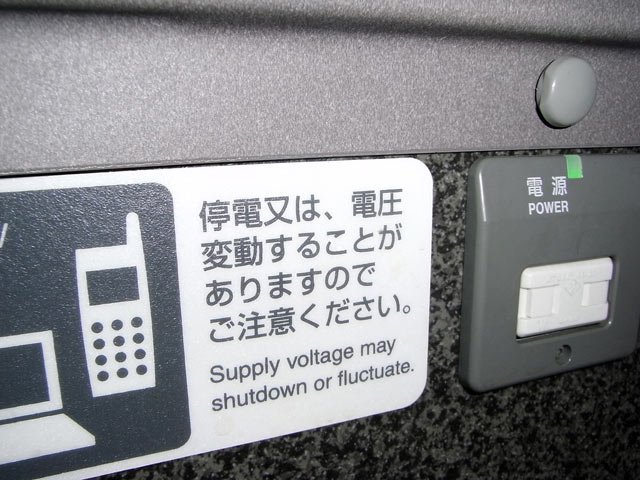 停電又は、電圧
変動することが
ありますので
ご注意ください。
Supply voltage may
shutdown or fluctuate.
電源
POWER